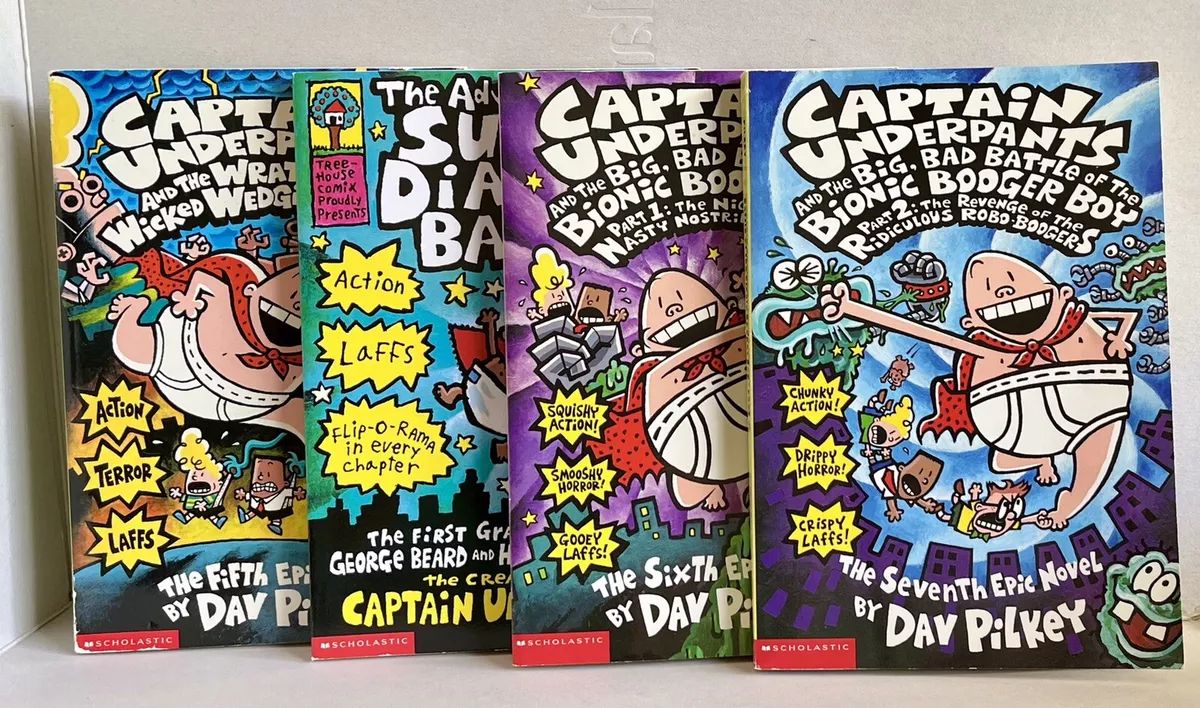 CAPTA
UNDERP
AND THE WRAT
WICKED WEDG
ACTION
TERROR
LAFFS
THE FIFTH EPI
BY DAV Pi
SCHOLASTIC
TREE-
HOUSE
COMIX
PROUDLY
PRESENTS
The Adv
SU
DiA
BA
Action
LAFFS
FLIP-O-RAMA
in every
chapter
THE FIRST GRA
GEORGE BEARD AND H
the CREA
CAPTAIN U
SCHOLASTIC
CAPTA
UNDERP
AND THE BIG, BAD B
BIONIC BOO
PART 1: THE NIG
NASTY NOSTRI
SQUISHY
ACTION!
SMOOSHY
HORROR!
GOOEY
LAFFS!
THE SIXTH EP
BY DAV Pi
SCHOLASTIC
CAPTAiN
UNDERPANTS
AND THE BIG, BAD BATTLE OF THE
BIONIC BOOGER BOY
PART 2: THE REVENGE OF THE
RIDICULOUS ROBO-BOOGERS
CHUNKY
ACTION!
DRIPPY
HORROR!
CRISPY
LAFFS!
THE SEVENTH EPIC NOVEL
BY DAV PiLKEY
SCHOLASTIC